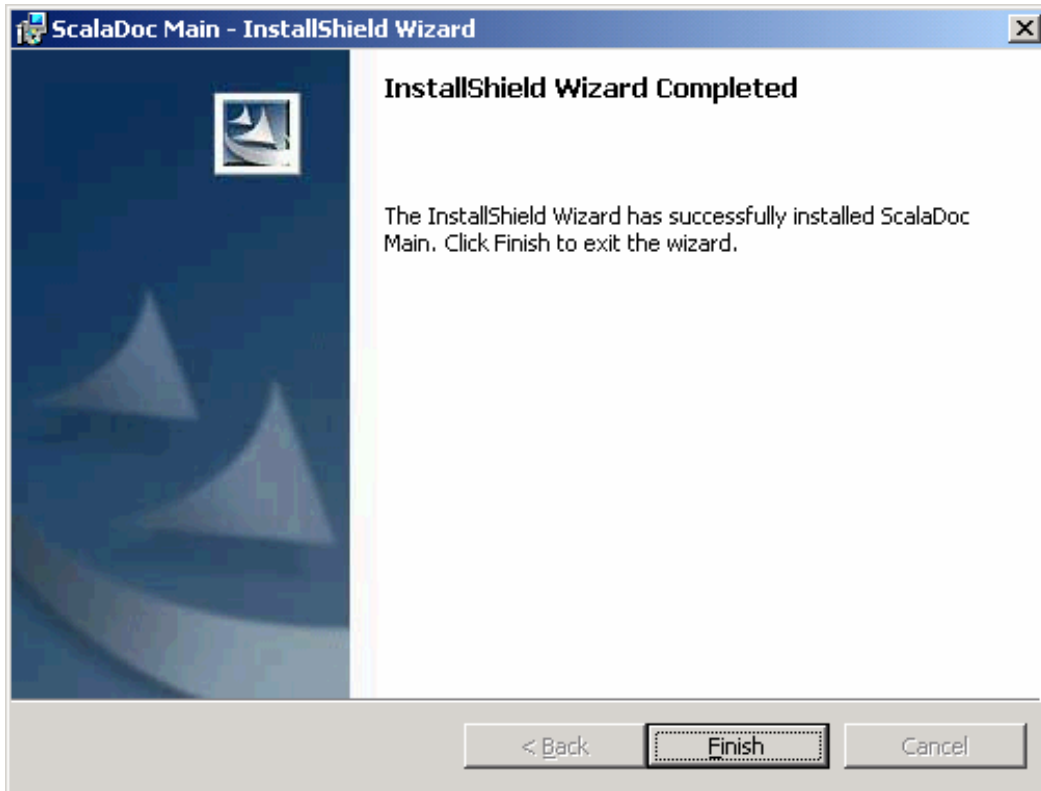 ScalaDoc Main - InstallShield Wizard
InstallShield Wizard Completed
The InstallShield Wizard has successfully installed ScalaDoc
Main. Click Finish to exit the wizard.
< Back Finish Cancel